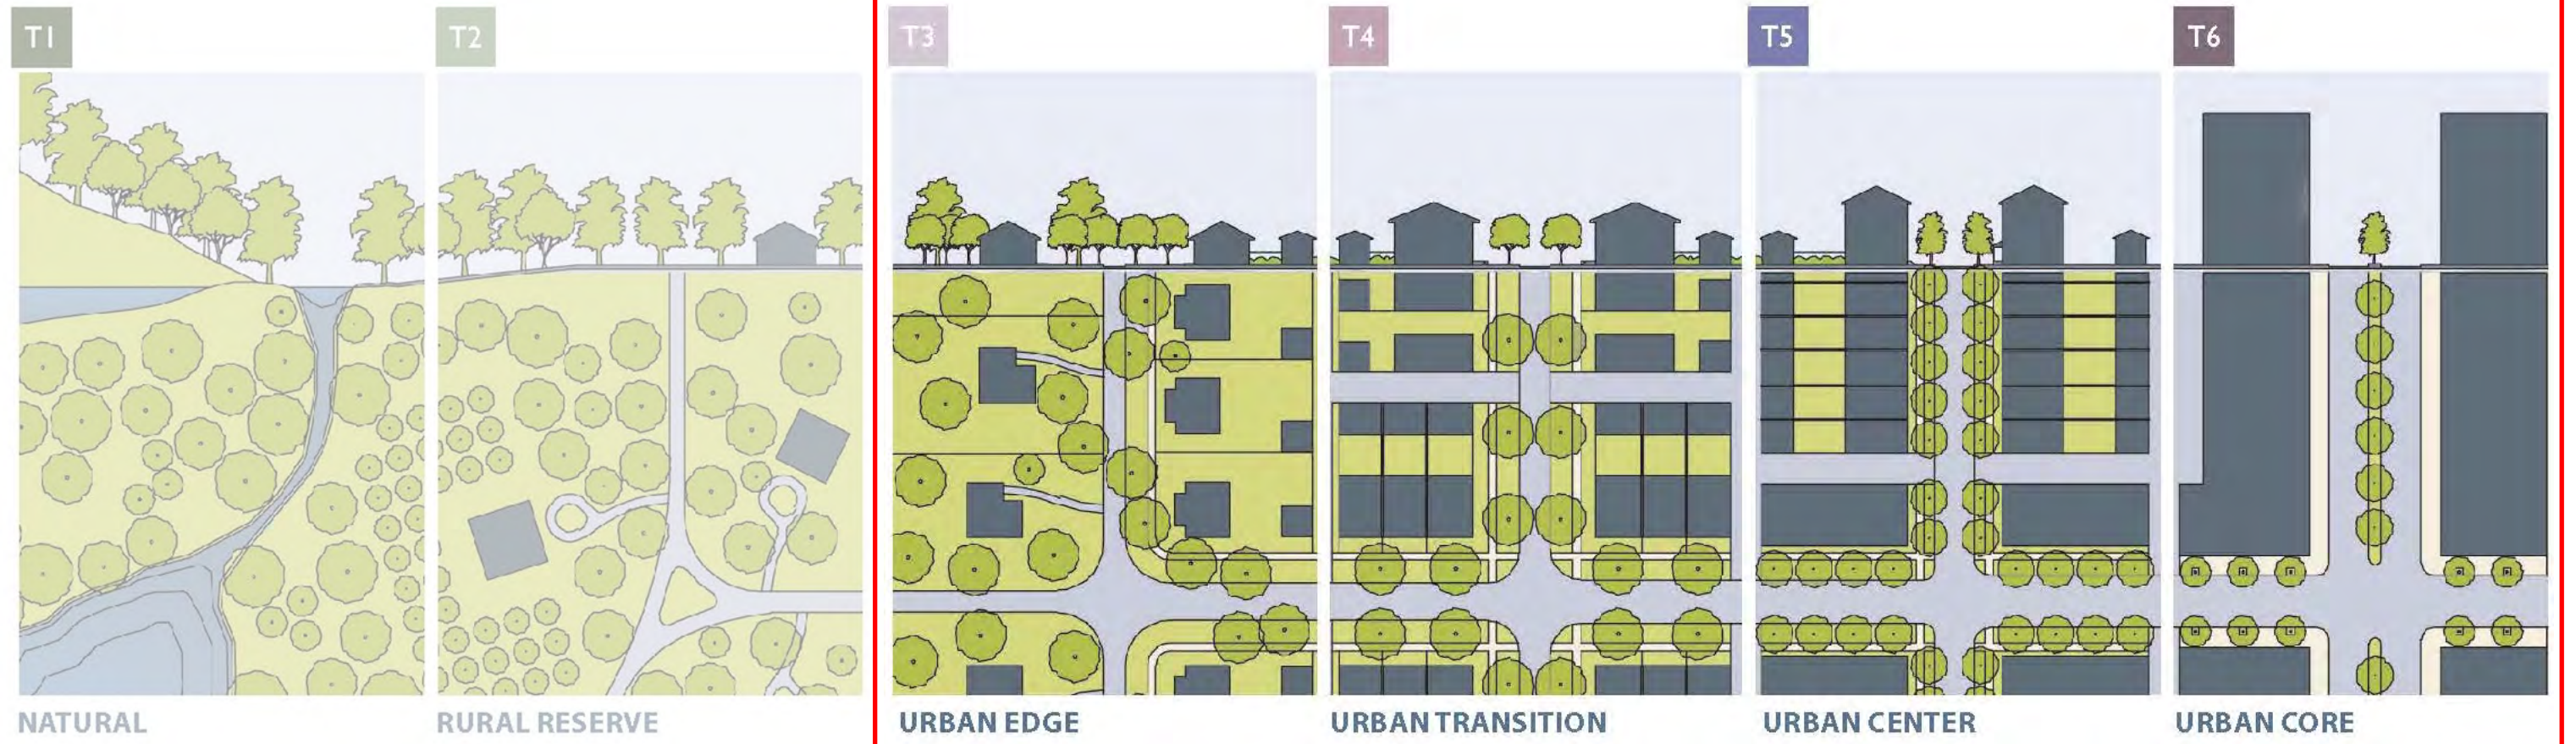 T1
T2
T3
T4
T5
T6
NATURAL
RURAL RESERVE
URBAN EDGE
URBAN TRANSITION
URBAN CENTER
URBAN CORE